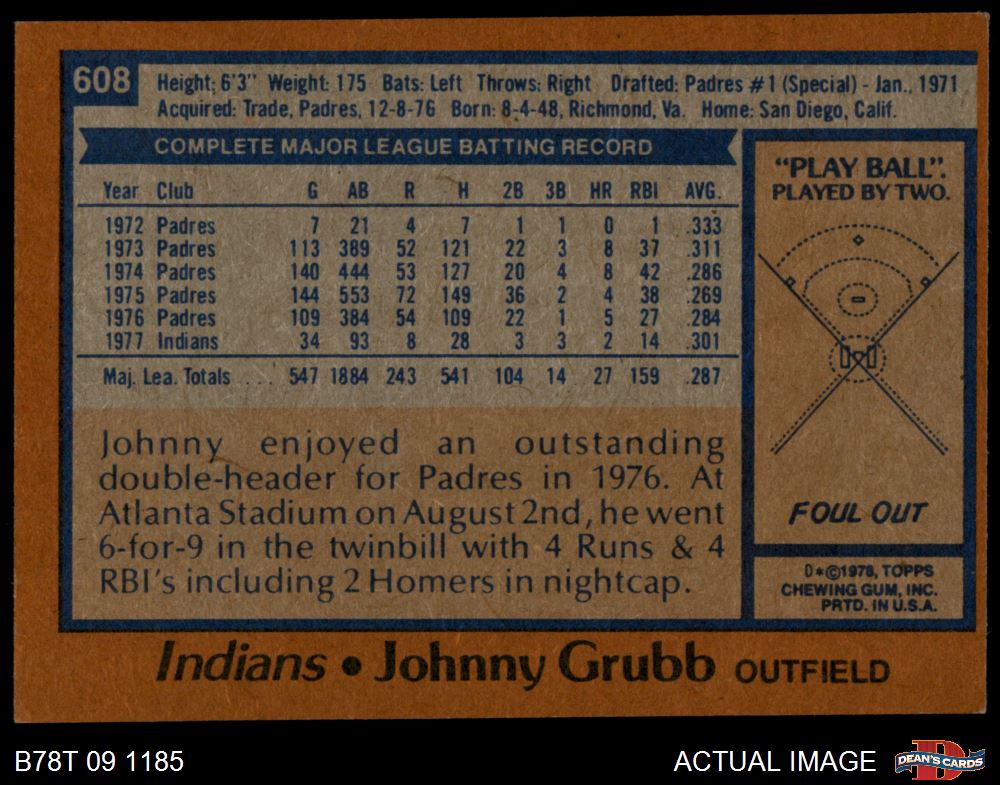 608
Height: 6'3" Weight: 175 Bats: Left Throws: Right Drafted: Padres #1 (Special) - Jan., 1971
Acquired: Trade, Padres, 12-8-76 Born: 8-4-48, Richmond, Va. Home: San Diego, Calif.
COMPLETE MAJOR LEAGUE BATTING RECORD
Year Club G AB R H 2B 3B HR RBI AVG.
1972 Padres 7 21 4 7 1 1 0 1 .333
1973 Padres 113 389 52 121 22 3 8 37 .311
1974 Padres 140 444 53 127 20 4 8 42 .286
1975 Padres 144 553 72 149 36 2 4 38 .269
1976 Padres 109 384 54 109 22 1 5 27 .284
1977 Indians 34 93 8 28 3 3 2 14 .301
Maj. Lea. Totals ... 547 1884 243 541 104 14 27 159 .287
Johnny enjoyed an outstanding
double-header for Padres in 1976. At
Atlanta Stadium on August 2nd, he went
6-for-9 in the twinbill with 4 Runs & 4
RBI's including 2 Homers in nightcap.
"PLAY BALL".
PLAYED BY TWO.
FOUL OUT
D*©1978, TOPPS
CHEWING GUM, INC.
PRTD. IN U.S.A.
Indians • Johnny Grubb OUTFIELD
B78T 09 1185
ACTUAL IMAGE
D
DEAN'S CARDS